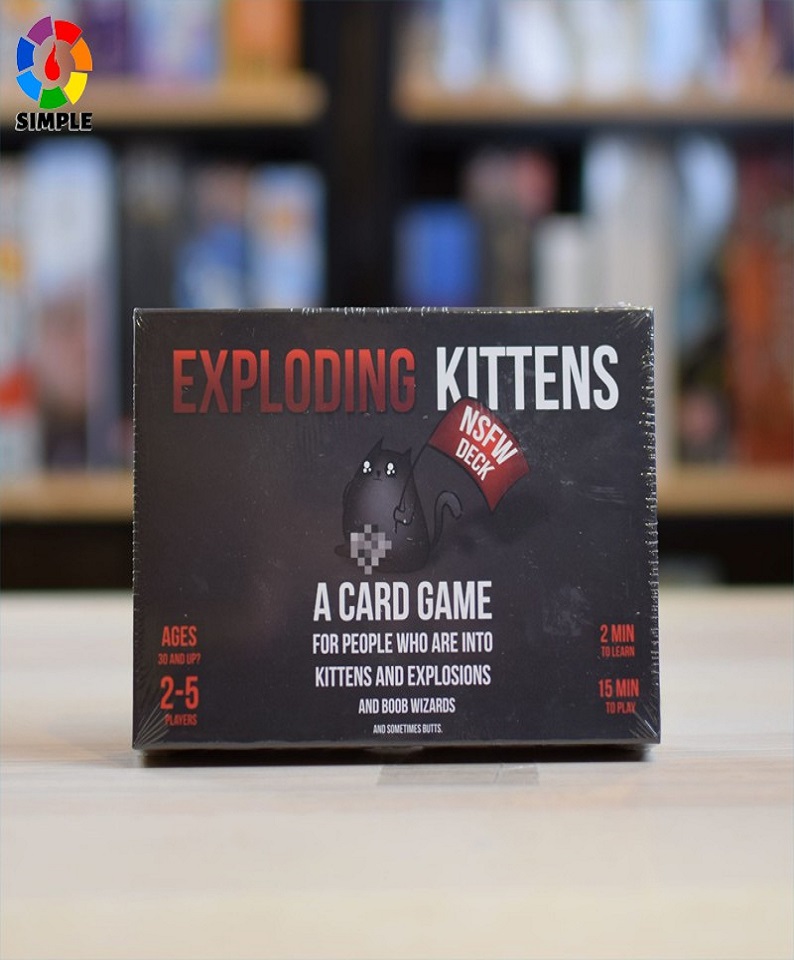 SIMPLE
EXPLODING KITTENS
NSFW
DECK
A CARD GAME
FOR PEOPLE WHO ARE INTO
KITTENS AND EXPLOSIONS
AND BOOB WIZARDS
AND SOMETIMES BUTTS.
AGES
30 AND UP?
2-5
PLAYERS
2 MIN
TO LEARN
15 MIN
TO PLAY